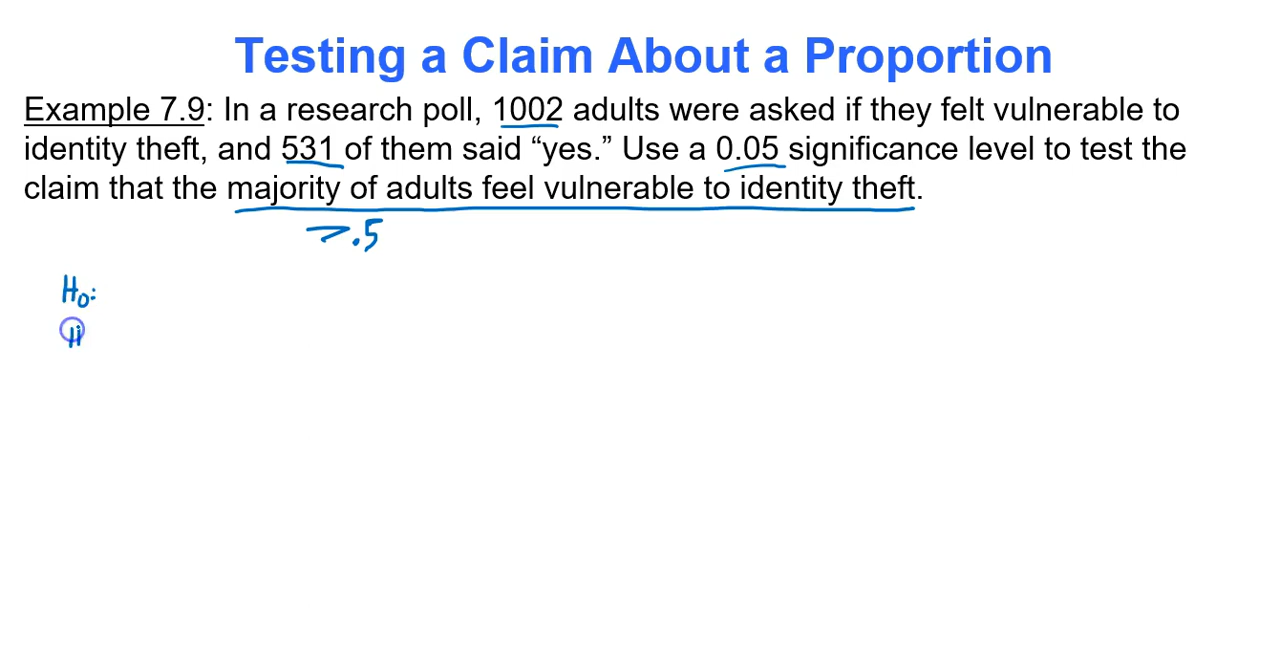 Testing a Claim About a Proportion
Example 7.9: In a research poll, 1002 adults were asked if they felt vulnerable to
identity theft, and 531 of them said “yes.” Use a 0.05 significance level to test the
claim that the majority of adults feel vulnerable to identity theft.
>.5
H₀:
H